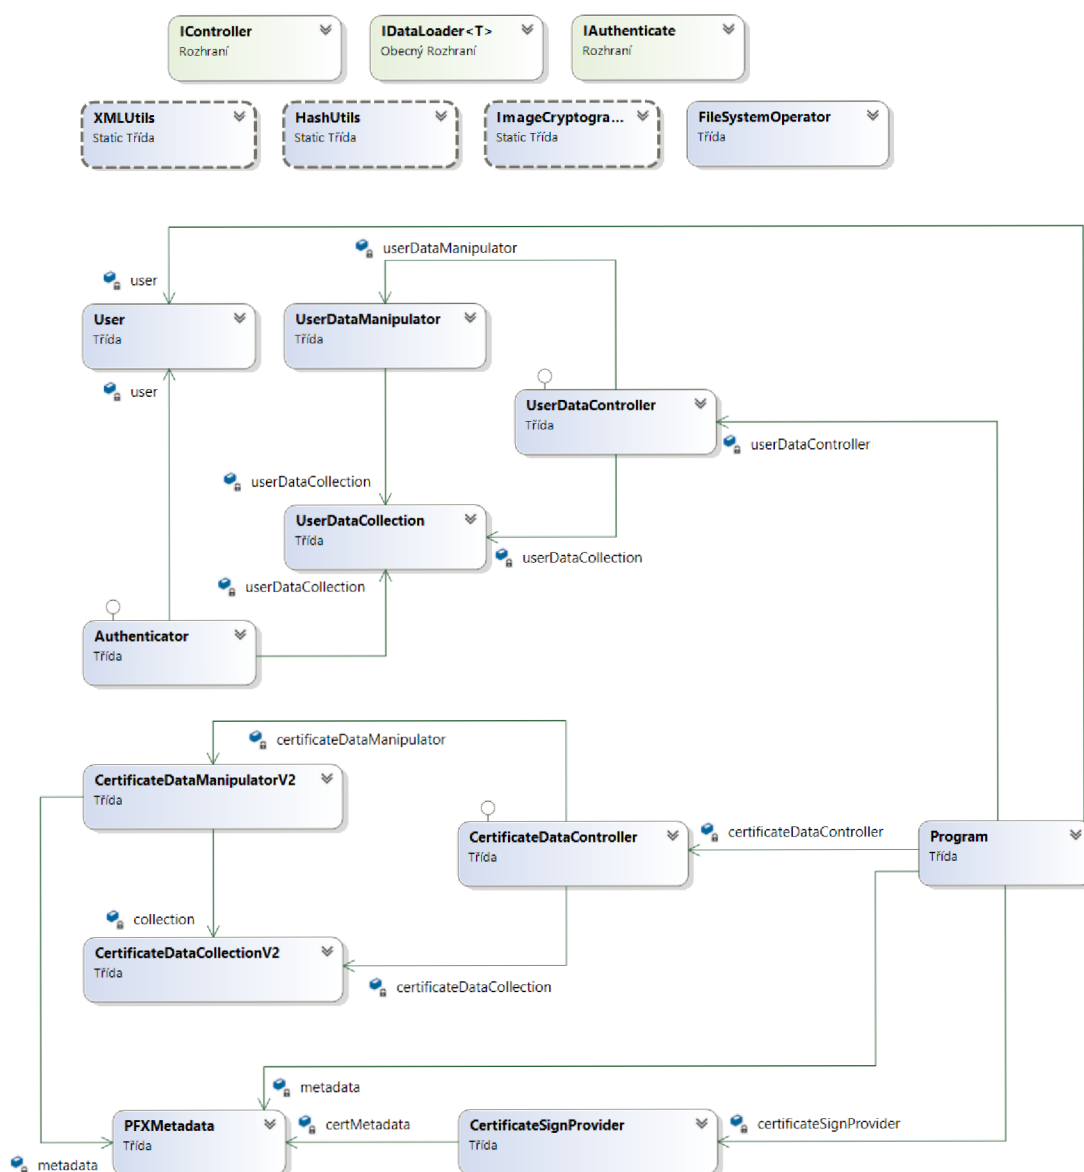 IController
Rozhraní
IDataLoader<T>
Obecný Rozhraní
IAuthenticate
Rozhraní
XMLUtils
Static Třída
HashUtils
Static Třída
ImageCryptogra...
Static Třída
FileSystemOperator
Třída
userDataManipulator
user
User
Třída
UserDataManipulator
Třída
user
UserDataController
Třída
userDataController
userDataCollection
UserDataCollection
Třída
userDataCollection
userDataCollection
Authenticator
Třída
certificateDataManipulator
CertificateDataManipulatorV2
Třída
CertificateDataController
Třída
certificateDataController
Program
Třída
collection
CertificateDataCollectionV2
Třída
certificateDataCollection
metadata
PFXMetadata
Třída
certMetadata
CertificateSignProvider
Třída
certificateSignProvider
metadata